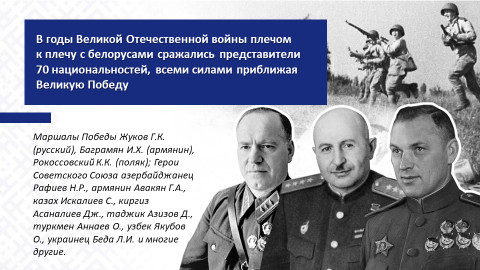 В годы Великой Отечественной войны плечом
к плечу с белорусами сражались представители
70 национальностей, всеми силами приближая
Великую Победу
Маршалы Победы Жуков Г.К.
(русский), Баграмян И.Х. (армянин),
Рокоссовский К.К. (поляк); Герои
Советского Союза азербайджанец
Рафиев Н.Р., армянин Авакян Г.А.,
казах Искалиев С., киргиз
Асаналиев Дж., таджик Азизов Д.,
туркмен Аннаев О., узбек Якубов
О., украинец Беда Л.И. и многие
другие.